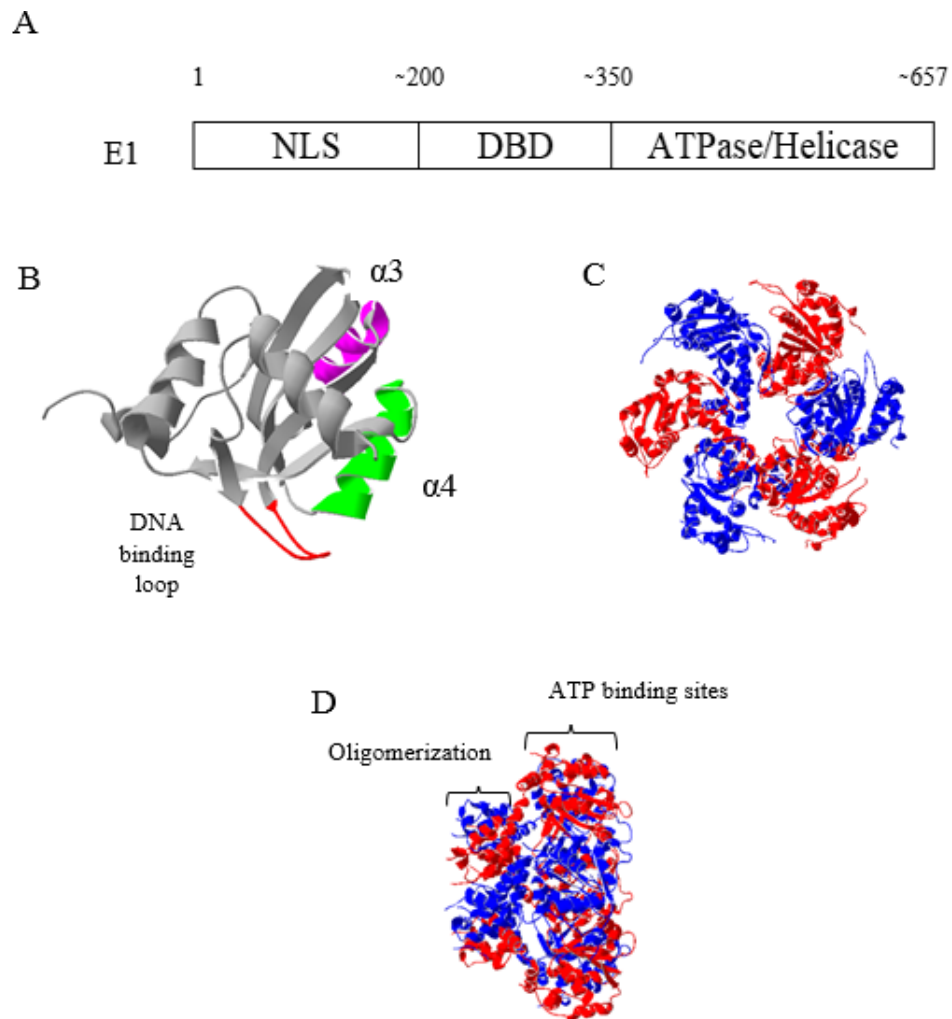 A
1 ~200 ~350 ~657
E1 NLS DBD ATPase/Helicase
B
α3
C
α4
DNA
binding
loop
D
ATP binding sites
Oligomerization